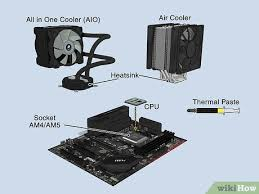 All in One Cooler (AIO)
Air Cooler
Heatsink
CPU
Thermal Paste
Socket
AM4/AM5
wikiHow